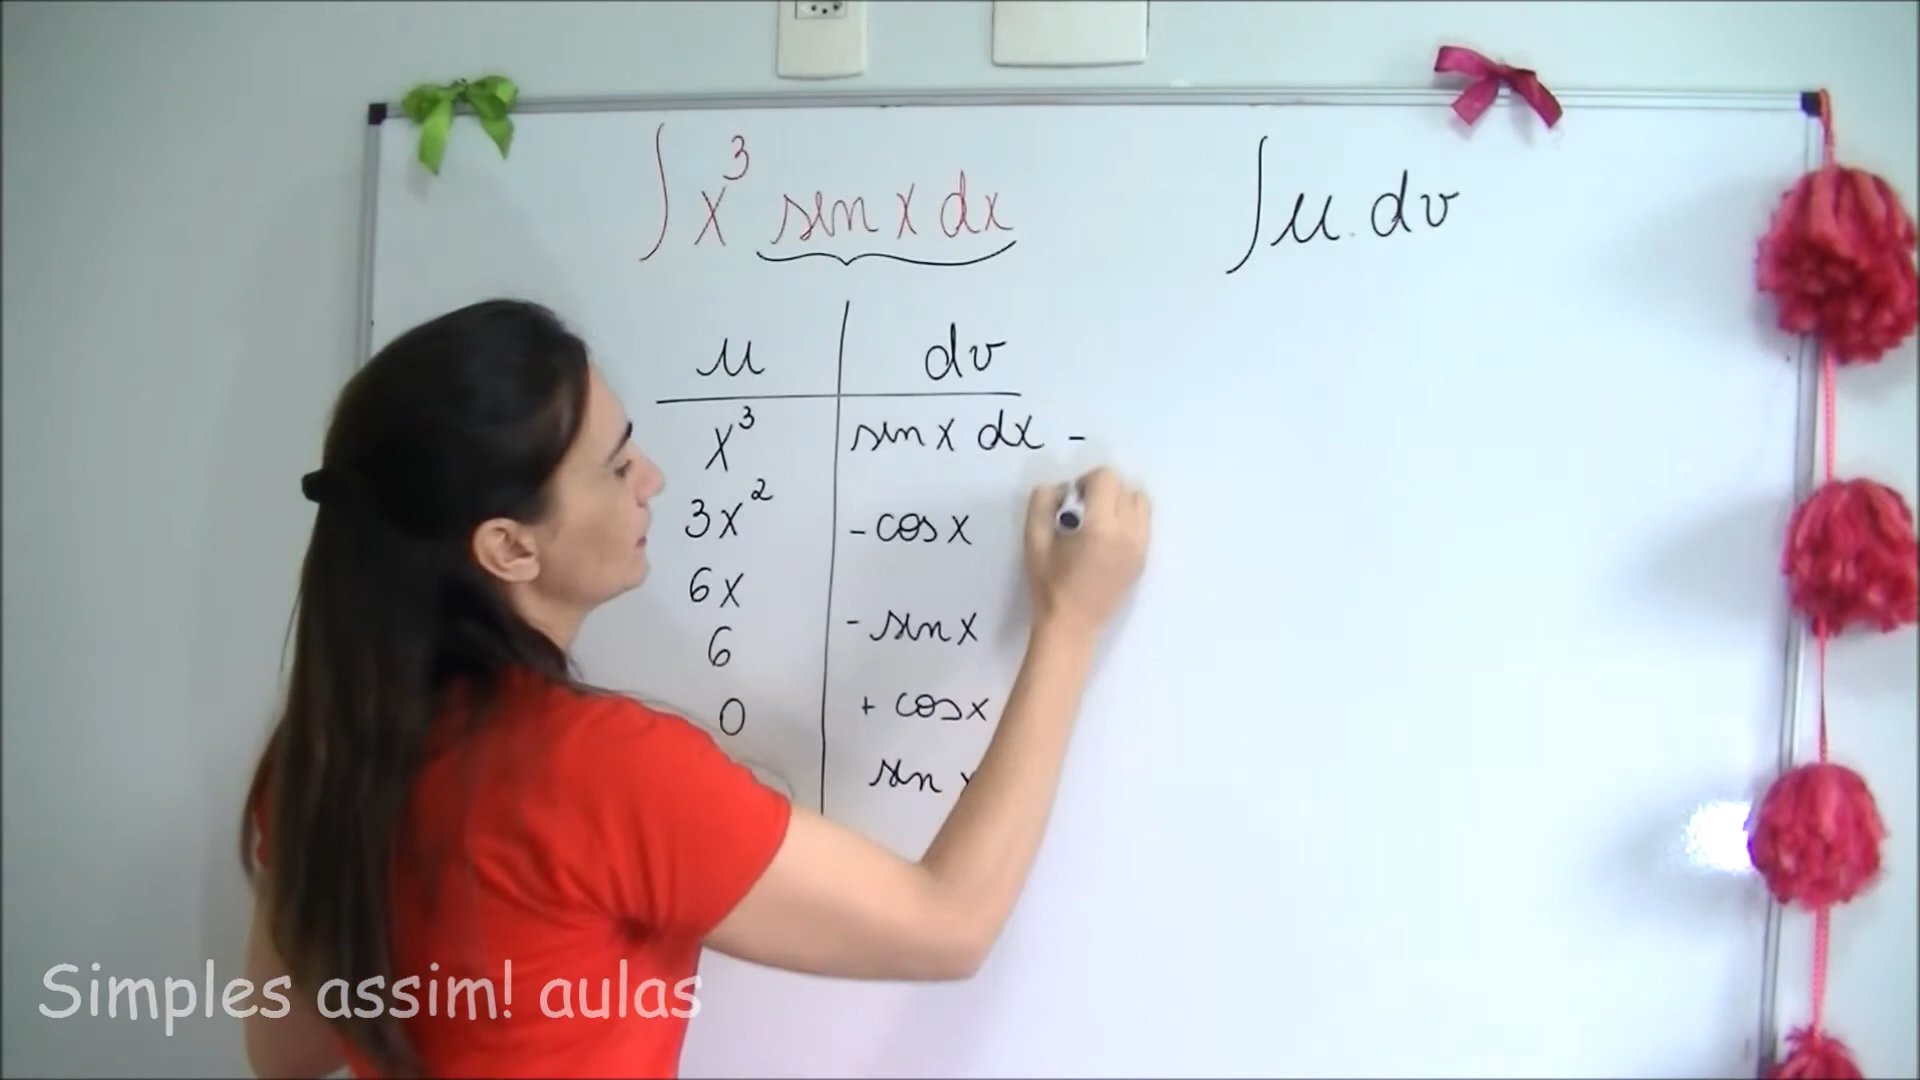 ∫ x³ sen x dx
∫ u. dv
u | dv
x³ | sen x dx -
3x² | - cos x
6x | - sen x
6 | + cos x
0 | sen x
Simples assim! aulas